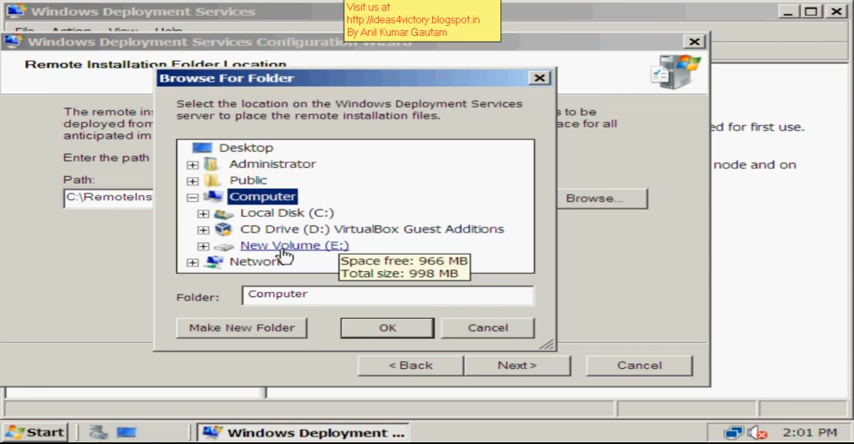 Windows Deployment Services
Visit us at
http://ideas4victory.blogspot.in
By Anil Kumar Gautam
File Action View Help
Windows Deployment Services Configuration Wizard
Remote Installation Folder Location
Browse For Folder
Select the location on the Windows Deployment Services
server to place the remote installation files.
The remote ins
s to be
deployed from
ace for all
anticipated im
ed for first use.
node and on
Enter the path
Path:
C:\RemoteIns
Browse...
Desktop
Administrator
Public
Computer
Local Disk (C:)
CD Drive (D:) VirtualBox Guest Additions
New Volume (E:)
Network
Space free: 966 MB
Total size: 998 MB
Folder:
Computer
Make New Folder
OK
Cancel
< Back
Next >
Cancel
Start
Windows Deployment ...
2:01 PM